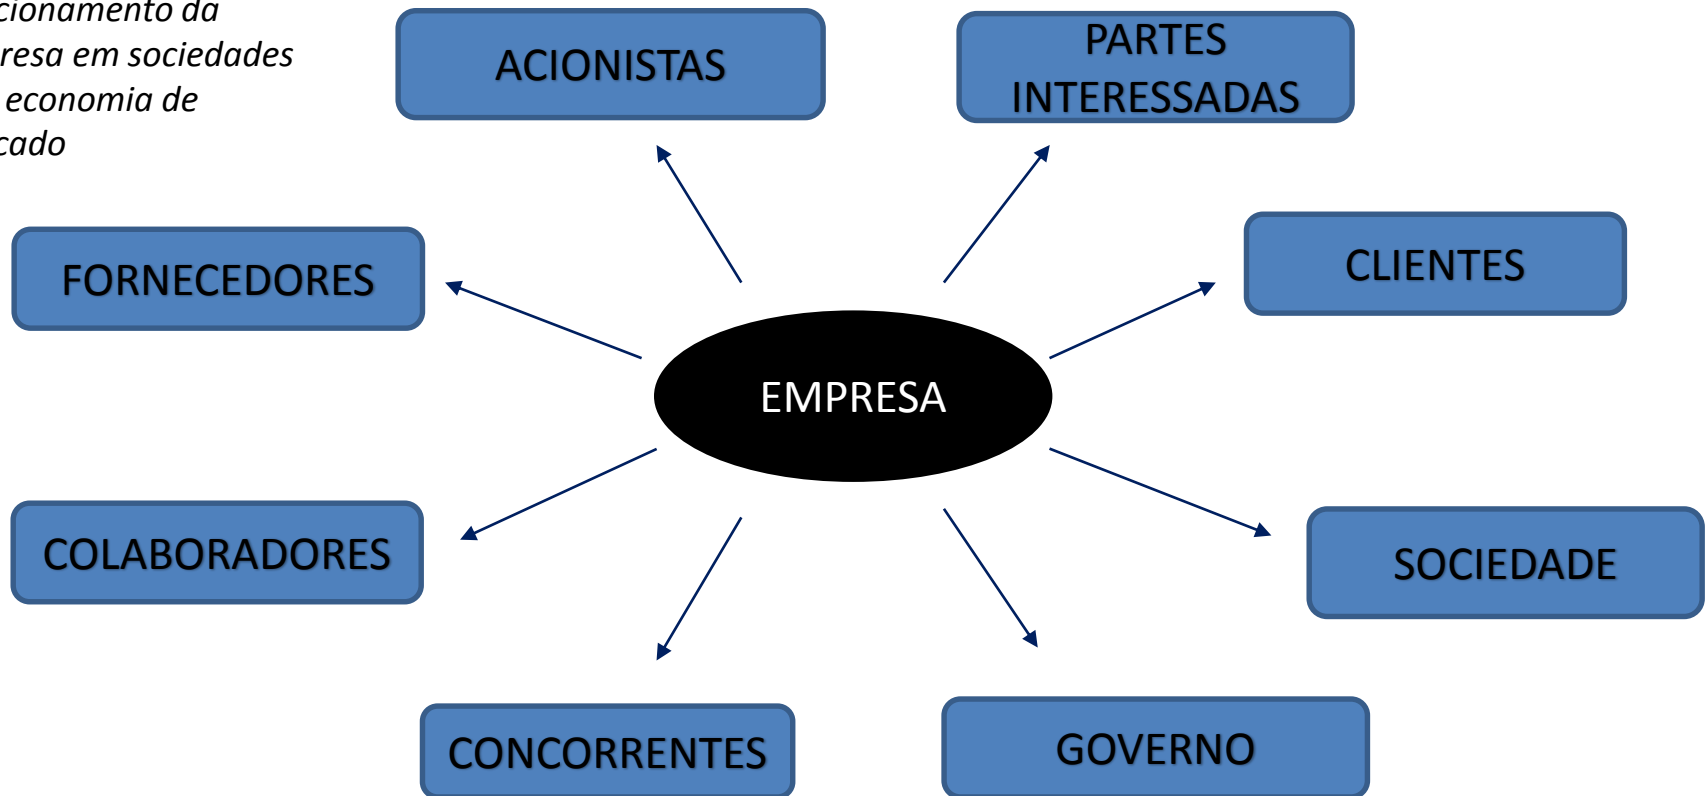 cionamento da
resa em sociedades
economia de
cado
ACIONISTAS
PARTES
INTERESSADAS
FORNECEDORES
CLIENTES
EMPRESA
COLABORADORES
SOCIEDADE
CONCORRENTES
GOVERNO